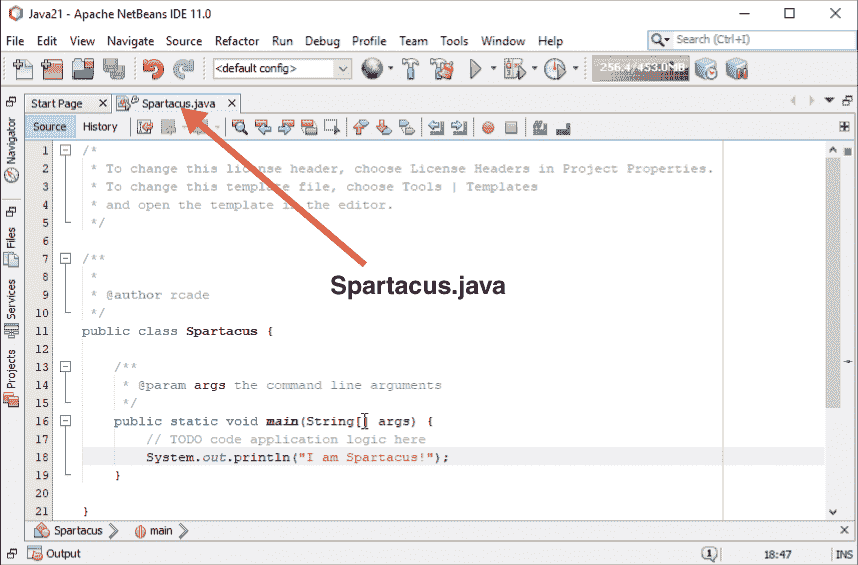 Java21 - Apache NetBeans IDE 11.0
File Edit View Navigate Source Refactor Run Debug Profile Team Tools Window Help
Search (Ctrl+I)
<default config>
256.4/453.0MB
Start Page
Spartacus.java
Source History
Navigator
Files
Services
Projects
1 /*
2 * To change this license header, choose License Headers in Project Properties.
3 * To change this template file, choose Tools | Templates
4 * and open the template in the editor.
5 */
6
7 /**
8 *
9 * @author rcade
10 */
11 public class Spartacus {
12
13 /**
14 * @param args the command line arguments
15 */
16 public static void main(String[] args) {
17 // TODO code application logic here
18 System.out.println("I am Spartacus!");
19 }
20
21 }
Spartacus.java
Spartacus main
Output
1
18:47 INS